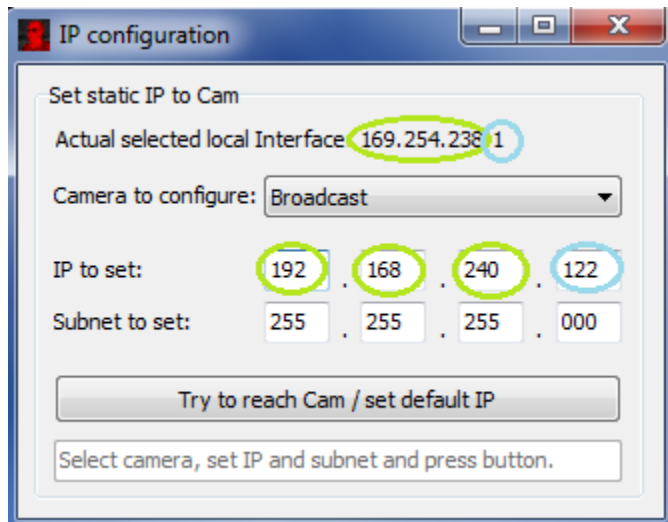 IP configuration
Set static IP to Cam
Actual selected local Interface 169.254.238.1
Camera to configure: Broadcast
IP to set: 192 . 168 . 240 . 122
Subnet to set: 255 . 255 . 255 . 000
Try to reach Cam / set default IP
Select camera, set IP and subnet and press button.